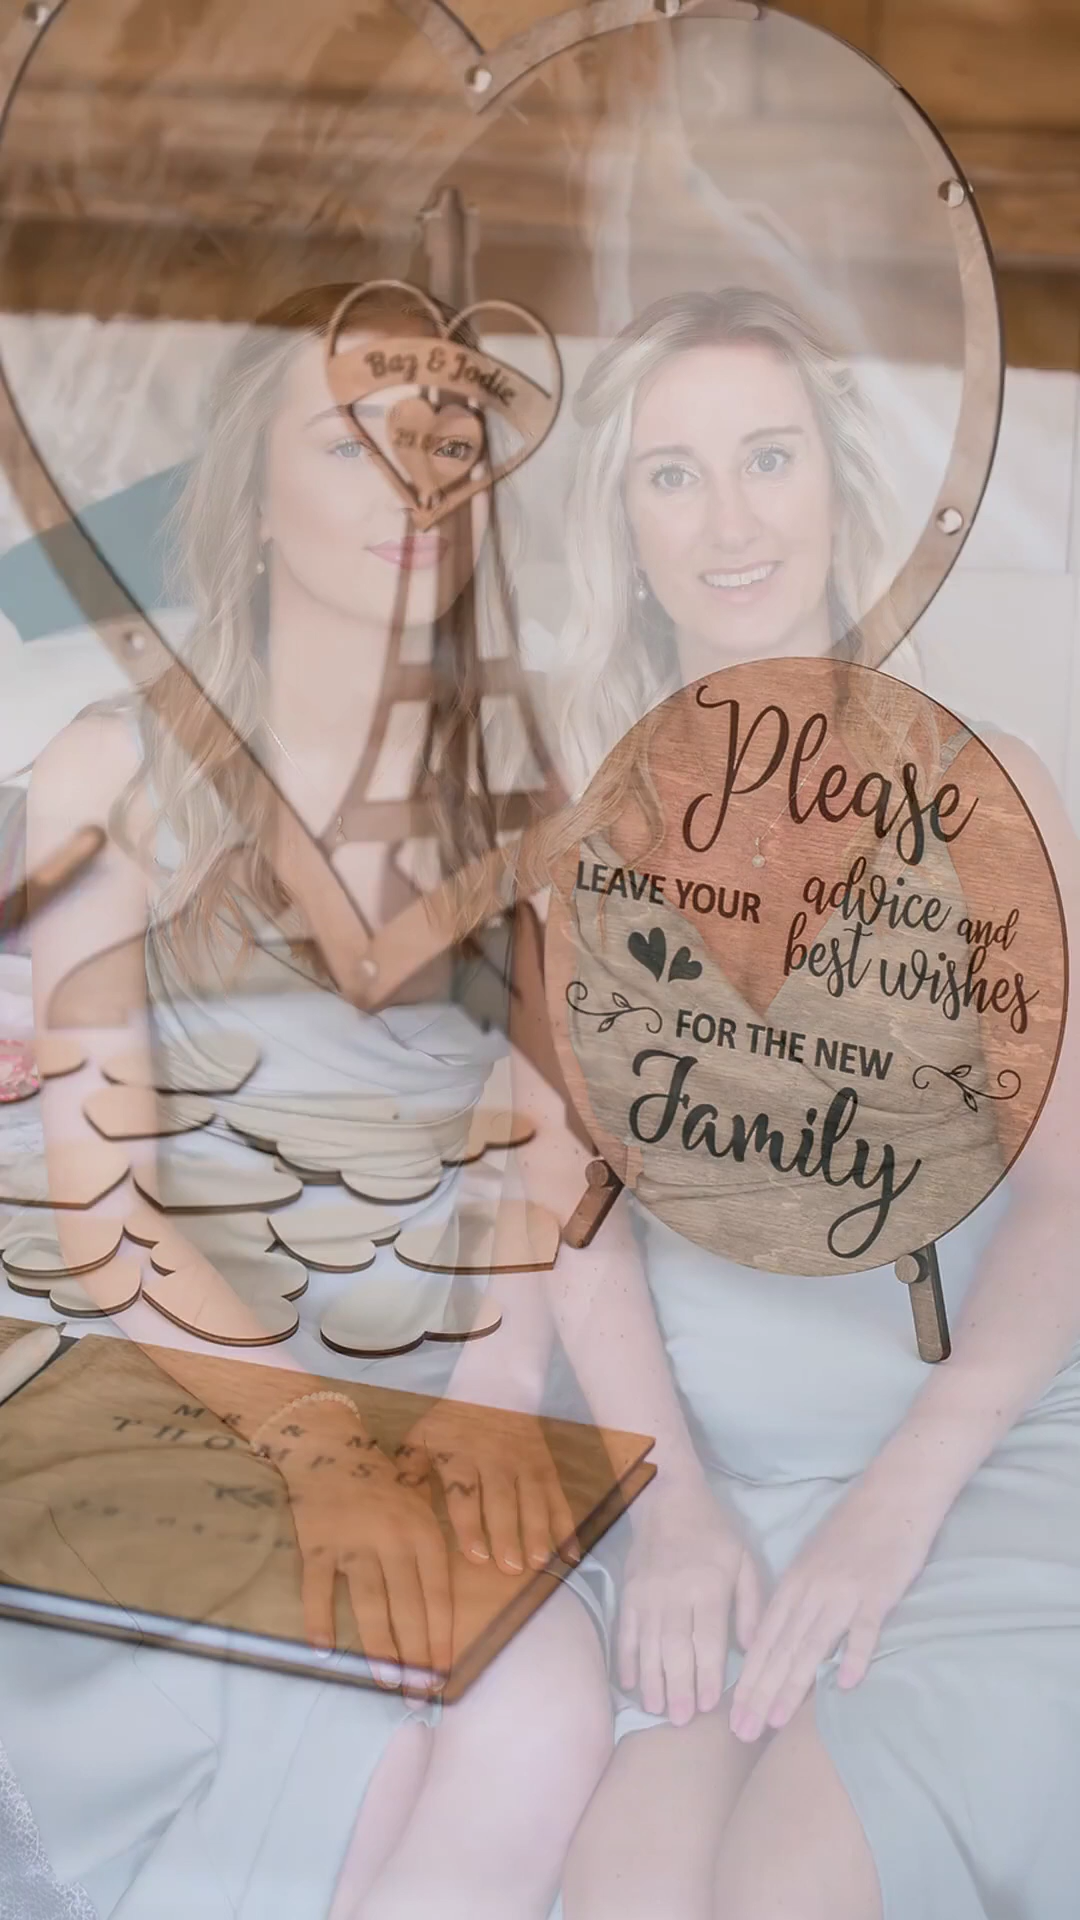 Baz & Jodie
Please
LEAVE YOUR advice and
best wishes
FOR THE NEW
Family
MR & MRS
THOMPSON